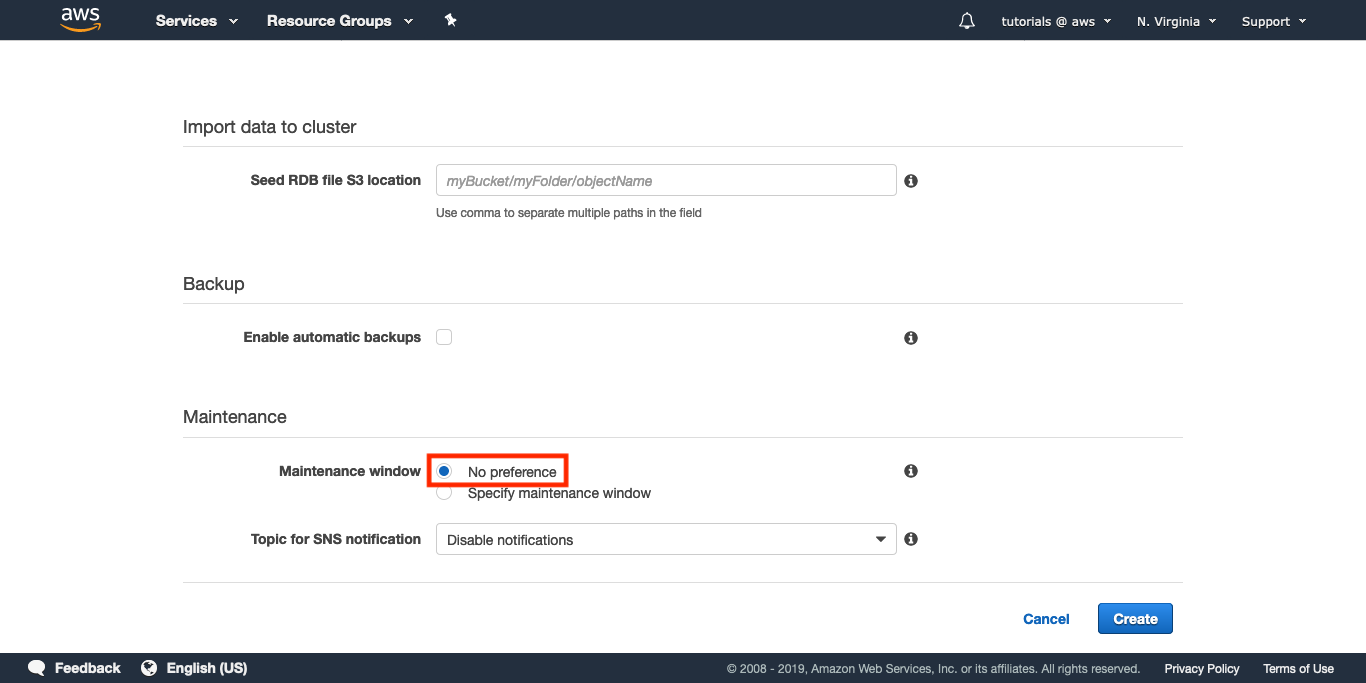 aws Services Resource Groups tutorials @ aws N. Virginia Support
Import data to cluster
Seed RDB file S3 location myBucket/myFolder/objectName
Use comma to separate multiple paths in the field
Backup
Enable automatic backups
Maintenance
Maintenance window No preference
Specify maintenance window
Topic for SNS notification Disable notifications
Cancel Create
Feedback English (US) © 2008 - 2019, Amazon Web Services, Inc. or its affiliates. All rights reserved. Privacy Policy Terms of Use